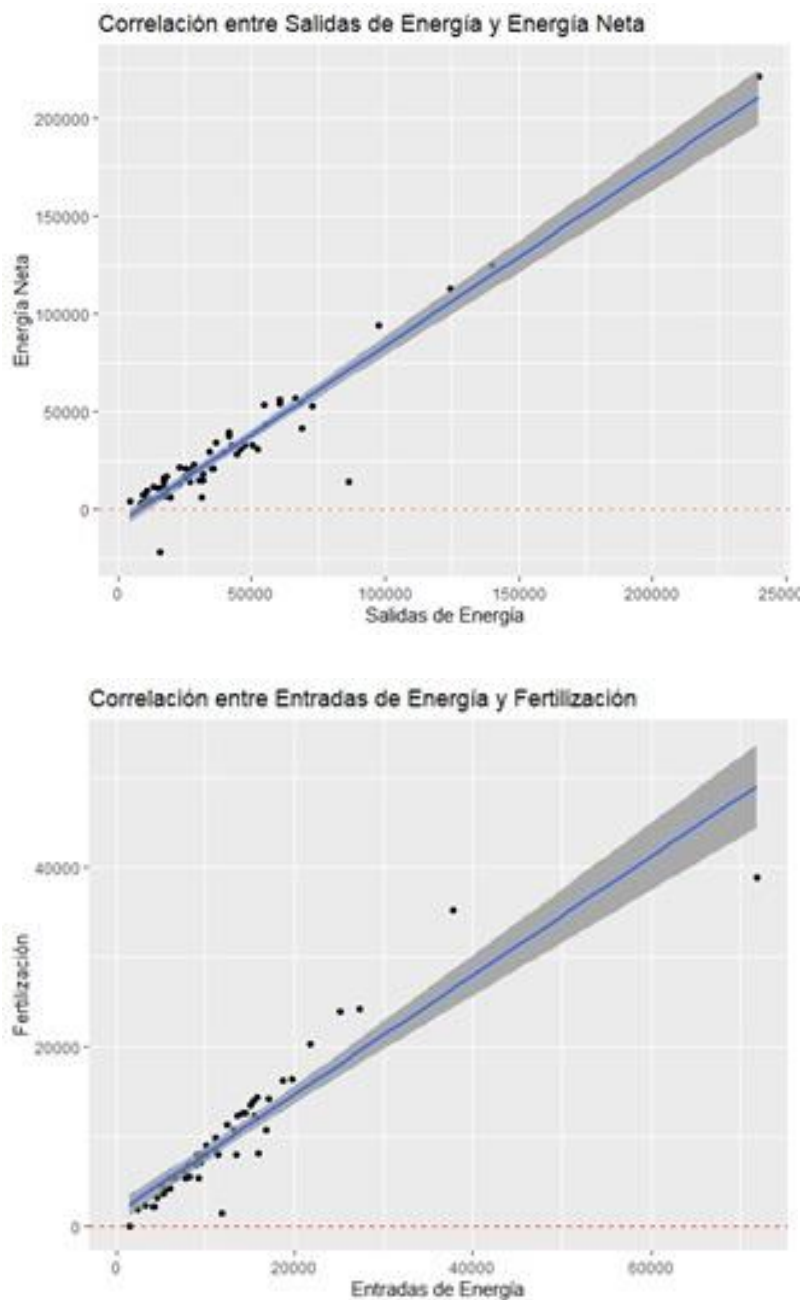 Correlación entre Salidas de Energía y Energía Neta
200000
150000
100000
50000
0
Energía Neta
0 50000 100000 150000 200000 25000
Salidas de Energía
Correlación entre Entradas de Energía y Fertilización
40000
20000
0
Fertilización
0 20000 40000 60000
Entradas de Energía